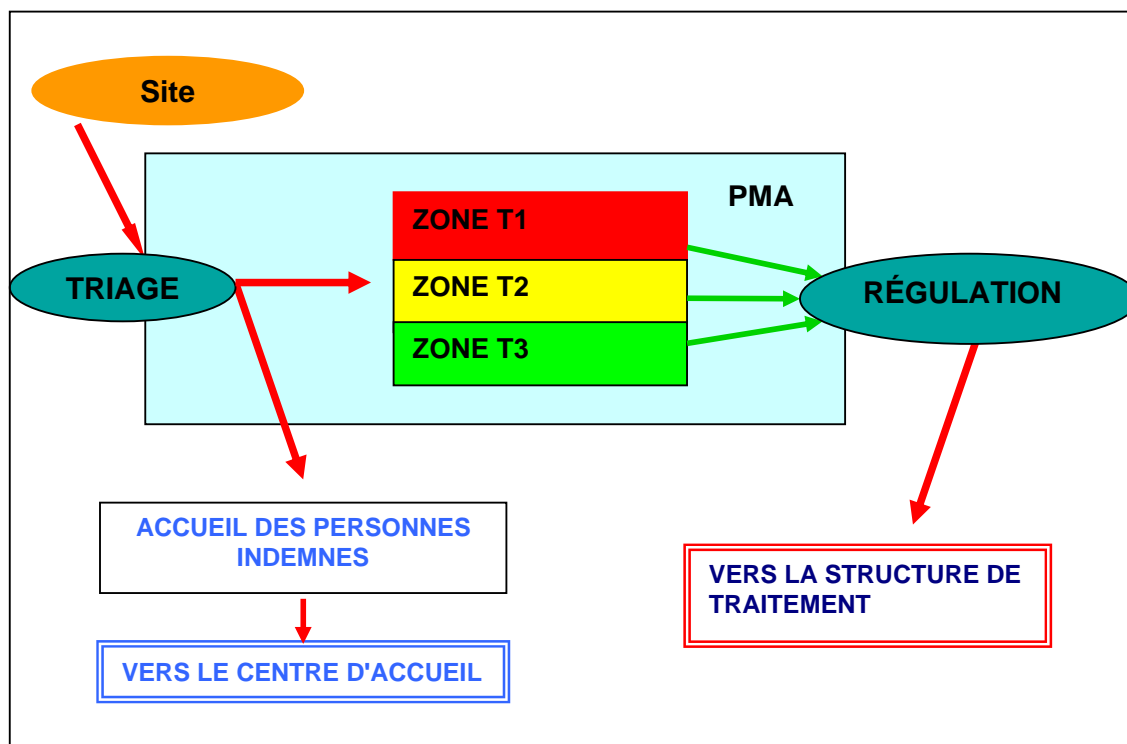 Site
PMA
ZONE T1
TRIAGE
ZONE T2
RÉGULATION
ZONE T3
ACCUEIL DES PERSONNES
INDEMNES
VERS LA STRUCTURE DE
TRAITEMENT
VERS LE CENTRE D'ACCUEIL